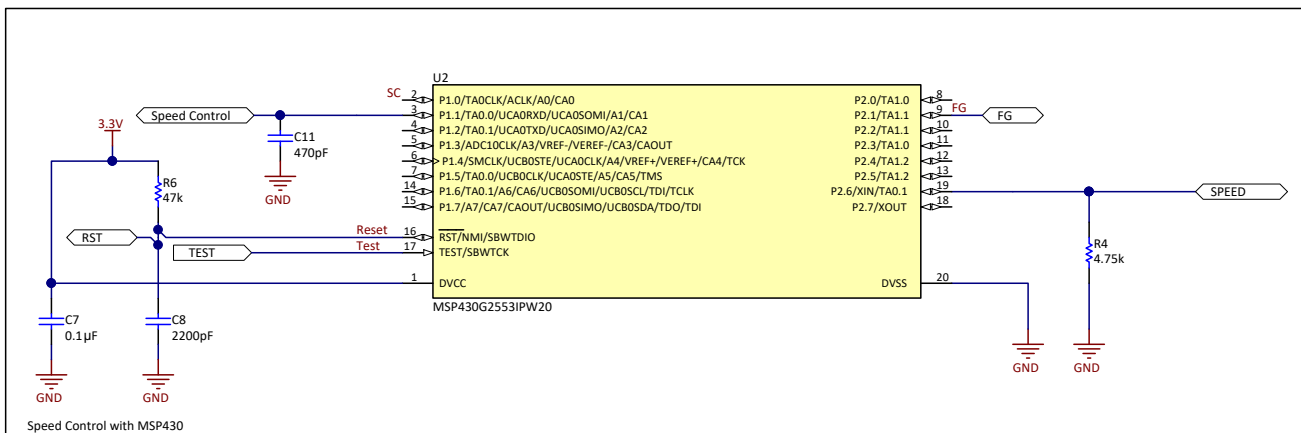 U2
SC
2
P1.0/TA0CLK/ACLK/A0/CA0
P2.0/TA1.0
8
Speed Control
3
P1.1/TA0.0/UCA0RXD/UCA0SOMI/A1/CA1
P2.1/TA1.1
9
FG
FG
4
P1.2/TA0.1/UCA0TXD/UCA0SIMO/A2/CA2
P2.2/TA1.1
10
3.3V
C11
470pF
GND
5
P1.3/ADC10CLK/A3/VREF-/VEREF-/CA3/CAOUT
P2.3/TA1.0
11
6
P1.4/SMCLK/UCB0STE/UCA0CLK/A4/VREF+/VEREF+/CA4/TCK
P2.4/TA1.2
12
7
P1.5/TA0.0/UCB0CLK/UCA0STE/A5/CA5/TMS
P2.5/TA1.2
13
R6
47k
14
P1.6/TA0.1/A6/CA6/UCB0SOMI/UCB0SCL/TDI/TCLK
P2.6/XIN/TA0.1
19
SPEED
15
P1.7/A7/CA7/CAOUT/UCB0SIMO/UCB0SDA/TDO/TDI
P2.7/XOUT
18
RST
Reset
16
RST/NMI/SBWTDIO
TEST
Test
17
TEST/SBWTCK
R4
4.75k
1
DVCC
DVSS
20
MSP430G2553IPW20
C7
0.1µF
C8
2200pF
GND
GND
GND
GND
Speed Control with MSP430